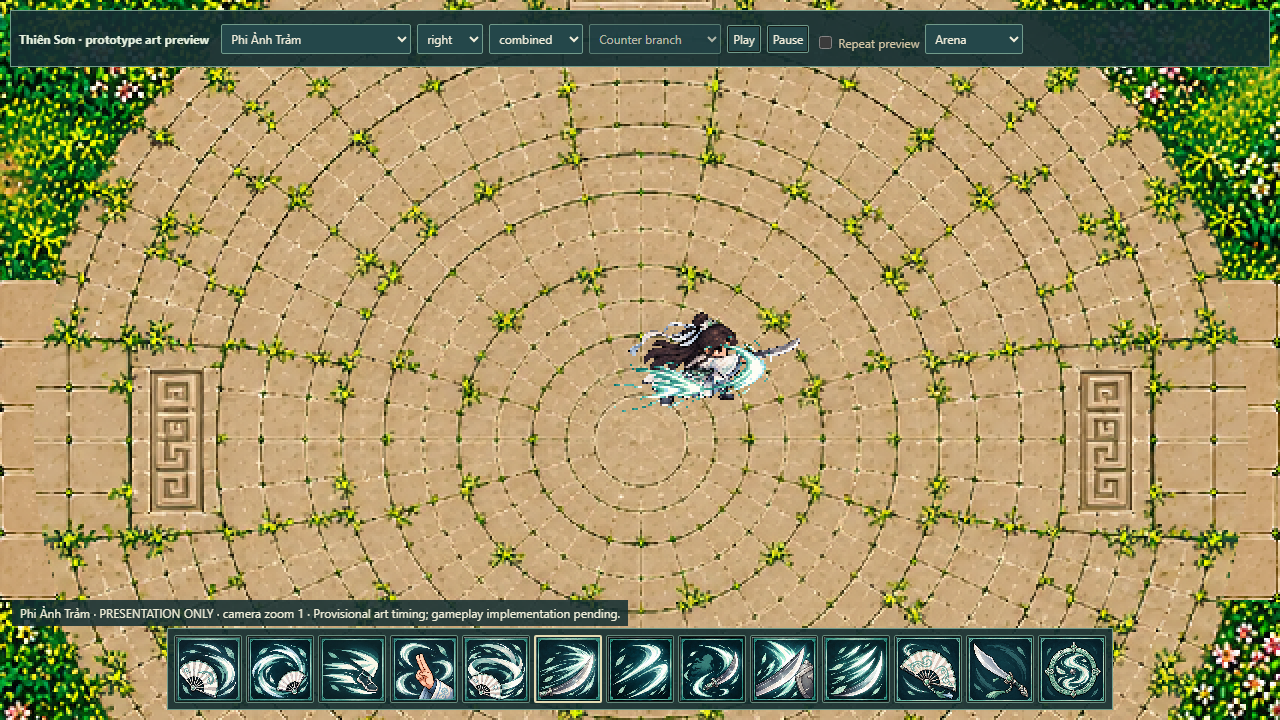 Thiên Sơn · prototype art preview
Phi Ảnh Trảm
right
combined
Counter branch
Play
Pause
Repeat preview
Arena
Phi Ảnh Trảm · PRESENTATION ONLY · camera zoom 1 · Provisional art timing; gameplay implementation pending.